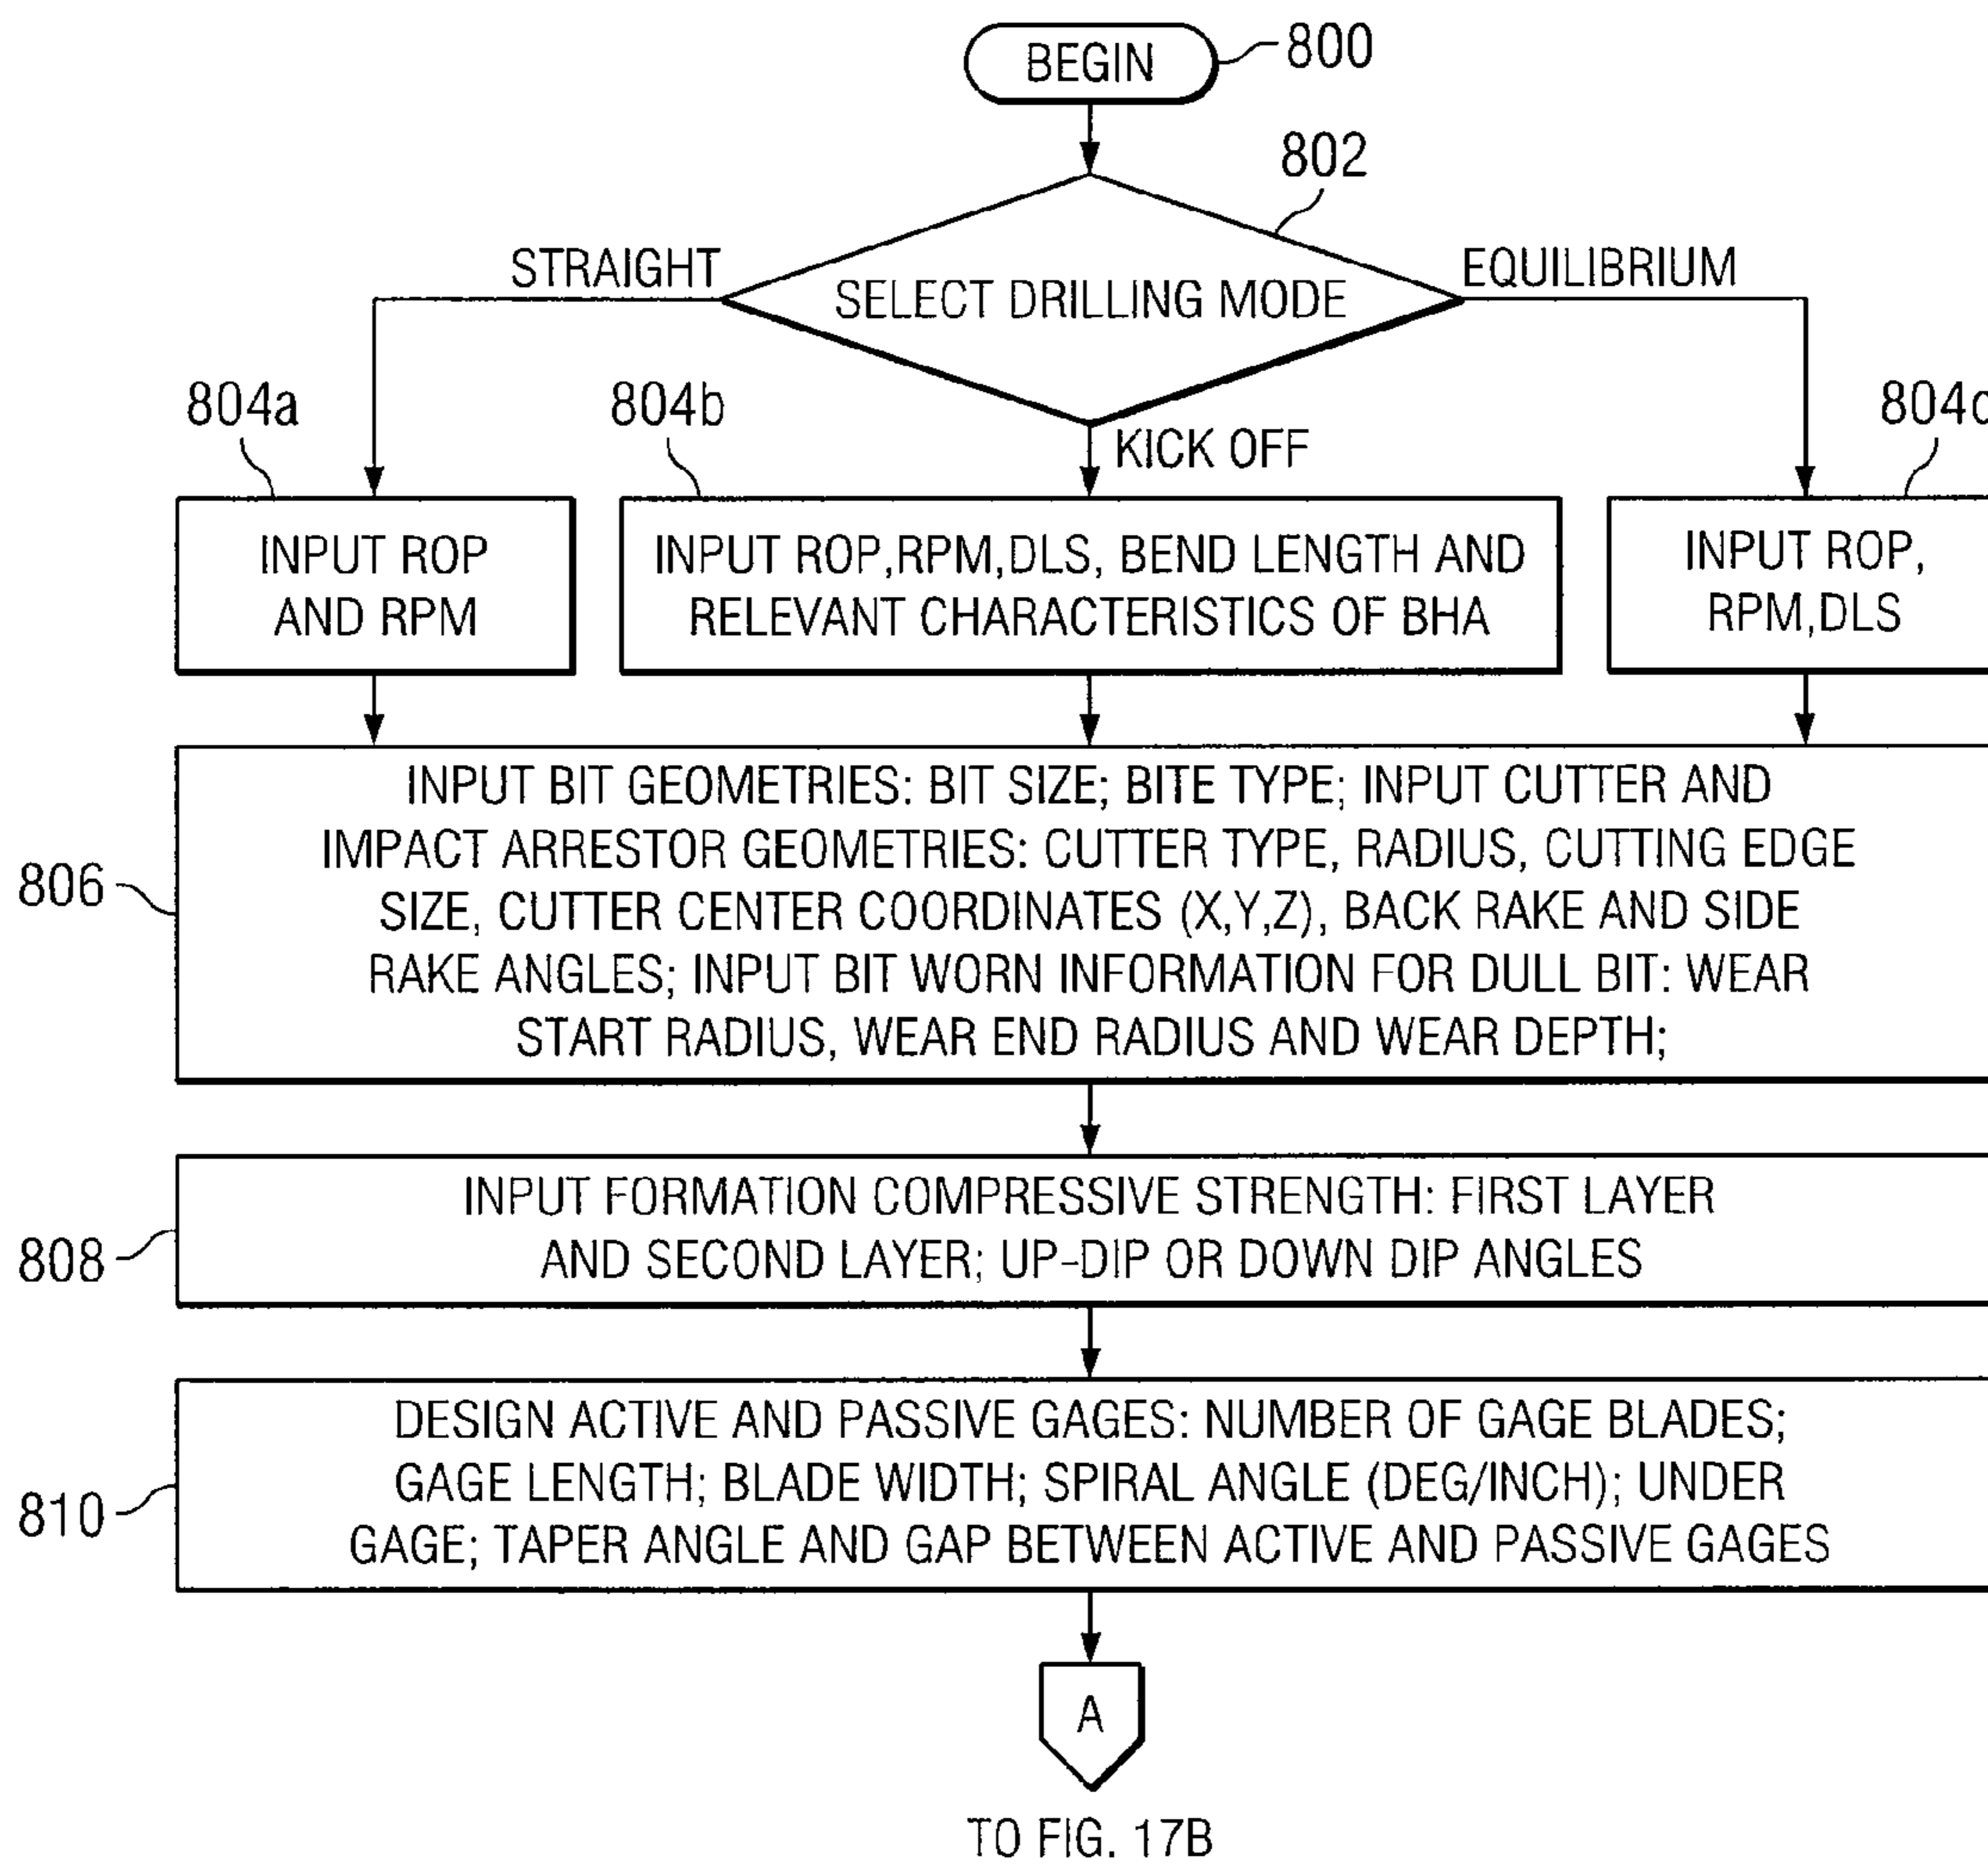 BEGIN
800
802
STRAIGHT
SELECT DRILLING MODE
EQUILIBRIUM
804a
804b
KICK OFF
804c
INPUT ROP
AND RPM
INPUT ROP,RPM,DLS, BEND LENGTH AND
RELEVANT CHARACTERISTICS OF BHA
INPUT ROP,
RPM,DLS
806
INPUT BIT GEOMETRIES: BIT SIZE; BITE TYPE; INPUT CUTTER AND
IMPACT ARRESTOR GEOMETRIES: CUTTER TYPE, RADIUS, CUTTING EDGE
SIZE, CUTTER CENTER COORDINATES (X,Y,Z), BACK RAKE AND SIDE
RAKE ANGLES; INPUT BIT WORN INFORMATION FOR DULL BIT: WEAR
START RADIUS, WEAR END RADIUS AND WEAR DEPTH;
808
INPUT FORMATION COMPRESSIVE STRENGTH: FIRST LAYER
AND SECOND LAYER; UP-DIP OR DOWN DIP ANGLES
810
DESIGN ACTIVE AND PASSIVE GAGES: NUMBER OF GAGE BLADES;
GAGE LENGTH; BLADE WIDTH; SPIRAL ANGLE (DEG/INCH); UNDER
GAGE; TAPER ANGLE AND GAP BETWEEN ACTIVE AND PASSIVE GAGES
A
TO FIG. 17B